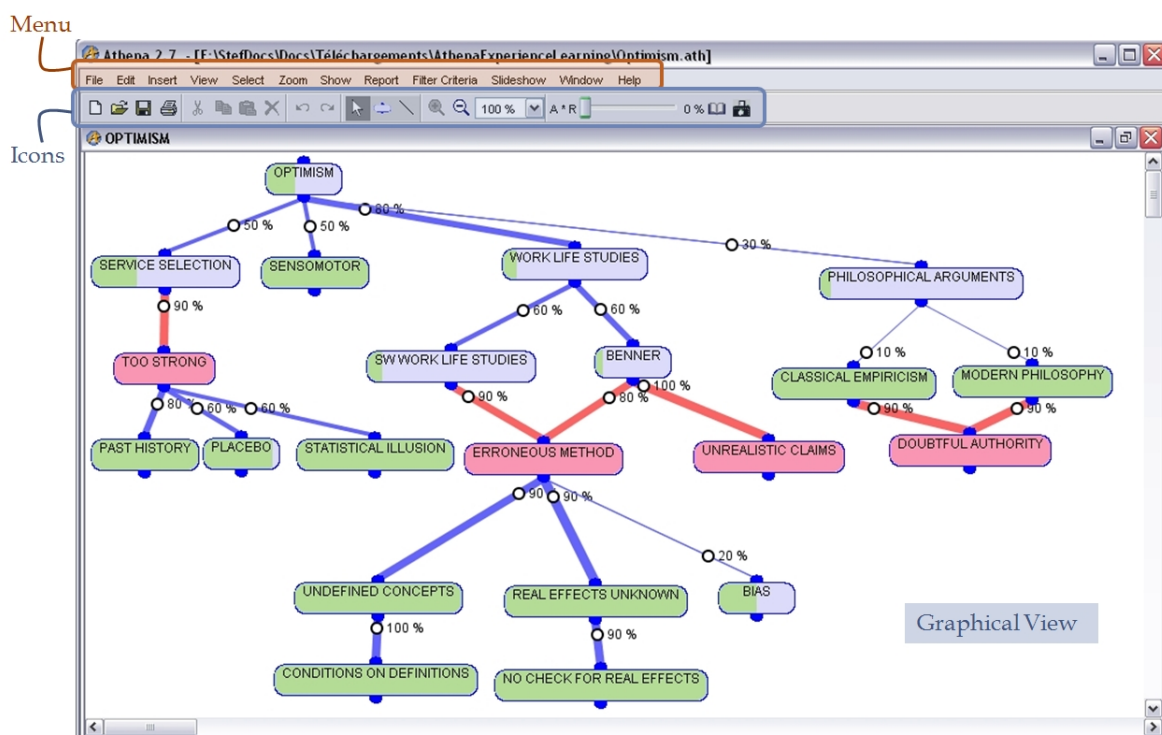 Menu
Athena 2.7 - [F:\StefDocs\Docs\Téléchargements\AthenaExperienceLearning\Optimism.ath]
File Edit Insert View Select Zoom Show Report Filter Criteria Slideshow Window Help
100 % A * R 0 %
Icons
OPTIMISM
OPTIMISM
80 %
50 % 50 % 30 %
SERVICE SELECTION SENSOMOTOR WORK LIFE STUDIES PHILOSOPHICAL ARGUMENTS
90 % 60 % 60 %
TOO STRONG SW WORK LIFE STUDIES BENNER 10 % 10 %
CLASSICAL EMPIRICISM MODERN PHILOSOPHY
80 % 60 % 60 % 90 % 80 % 100 % 90 % 90 %
PAST HISTORY PLACEBO STATISTICAL ILLUSION ERRONEOUS METHOD UNREALISTIC CLAIMS DOUBTFUL AUTHORITY
90 90 %
20 %
UNDEFINED CONCEPTS REAL EFFECTS UNKNOWN BIAS
100 % 90 %
Graphical View
CONDITIONS ON DEFINITIONS NO CHECK FOR REAL EFFECTS